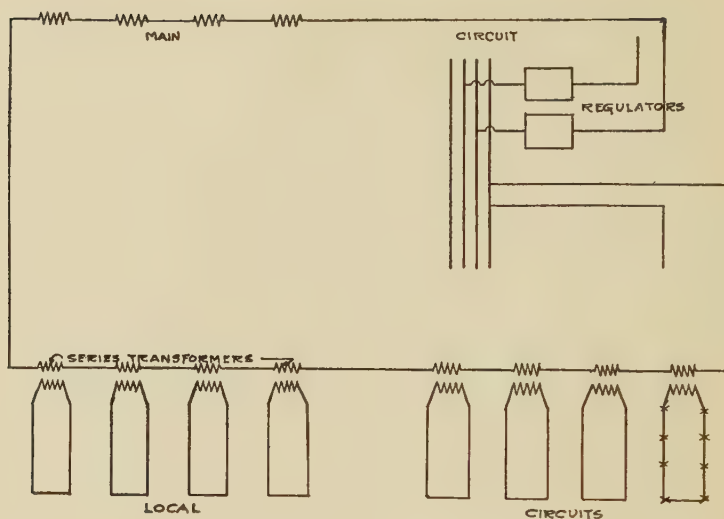 MAIN
CIRCUIT
REGULATORS
SERIES TRANSFORMERS
LOCAL
CIRCUITS